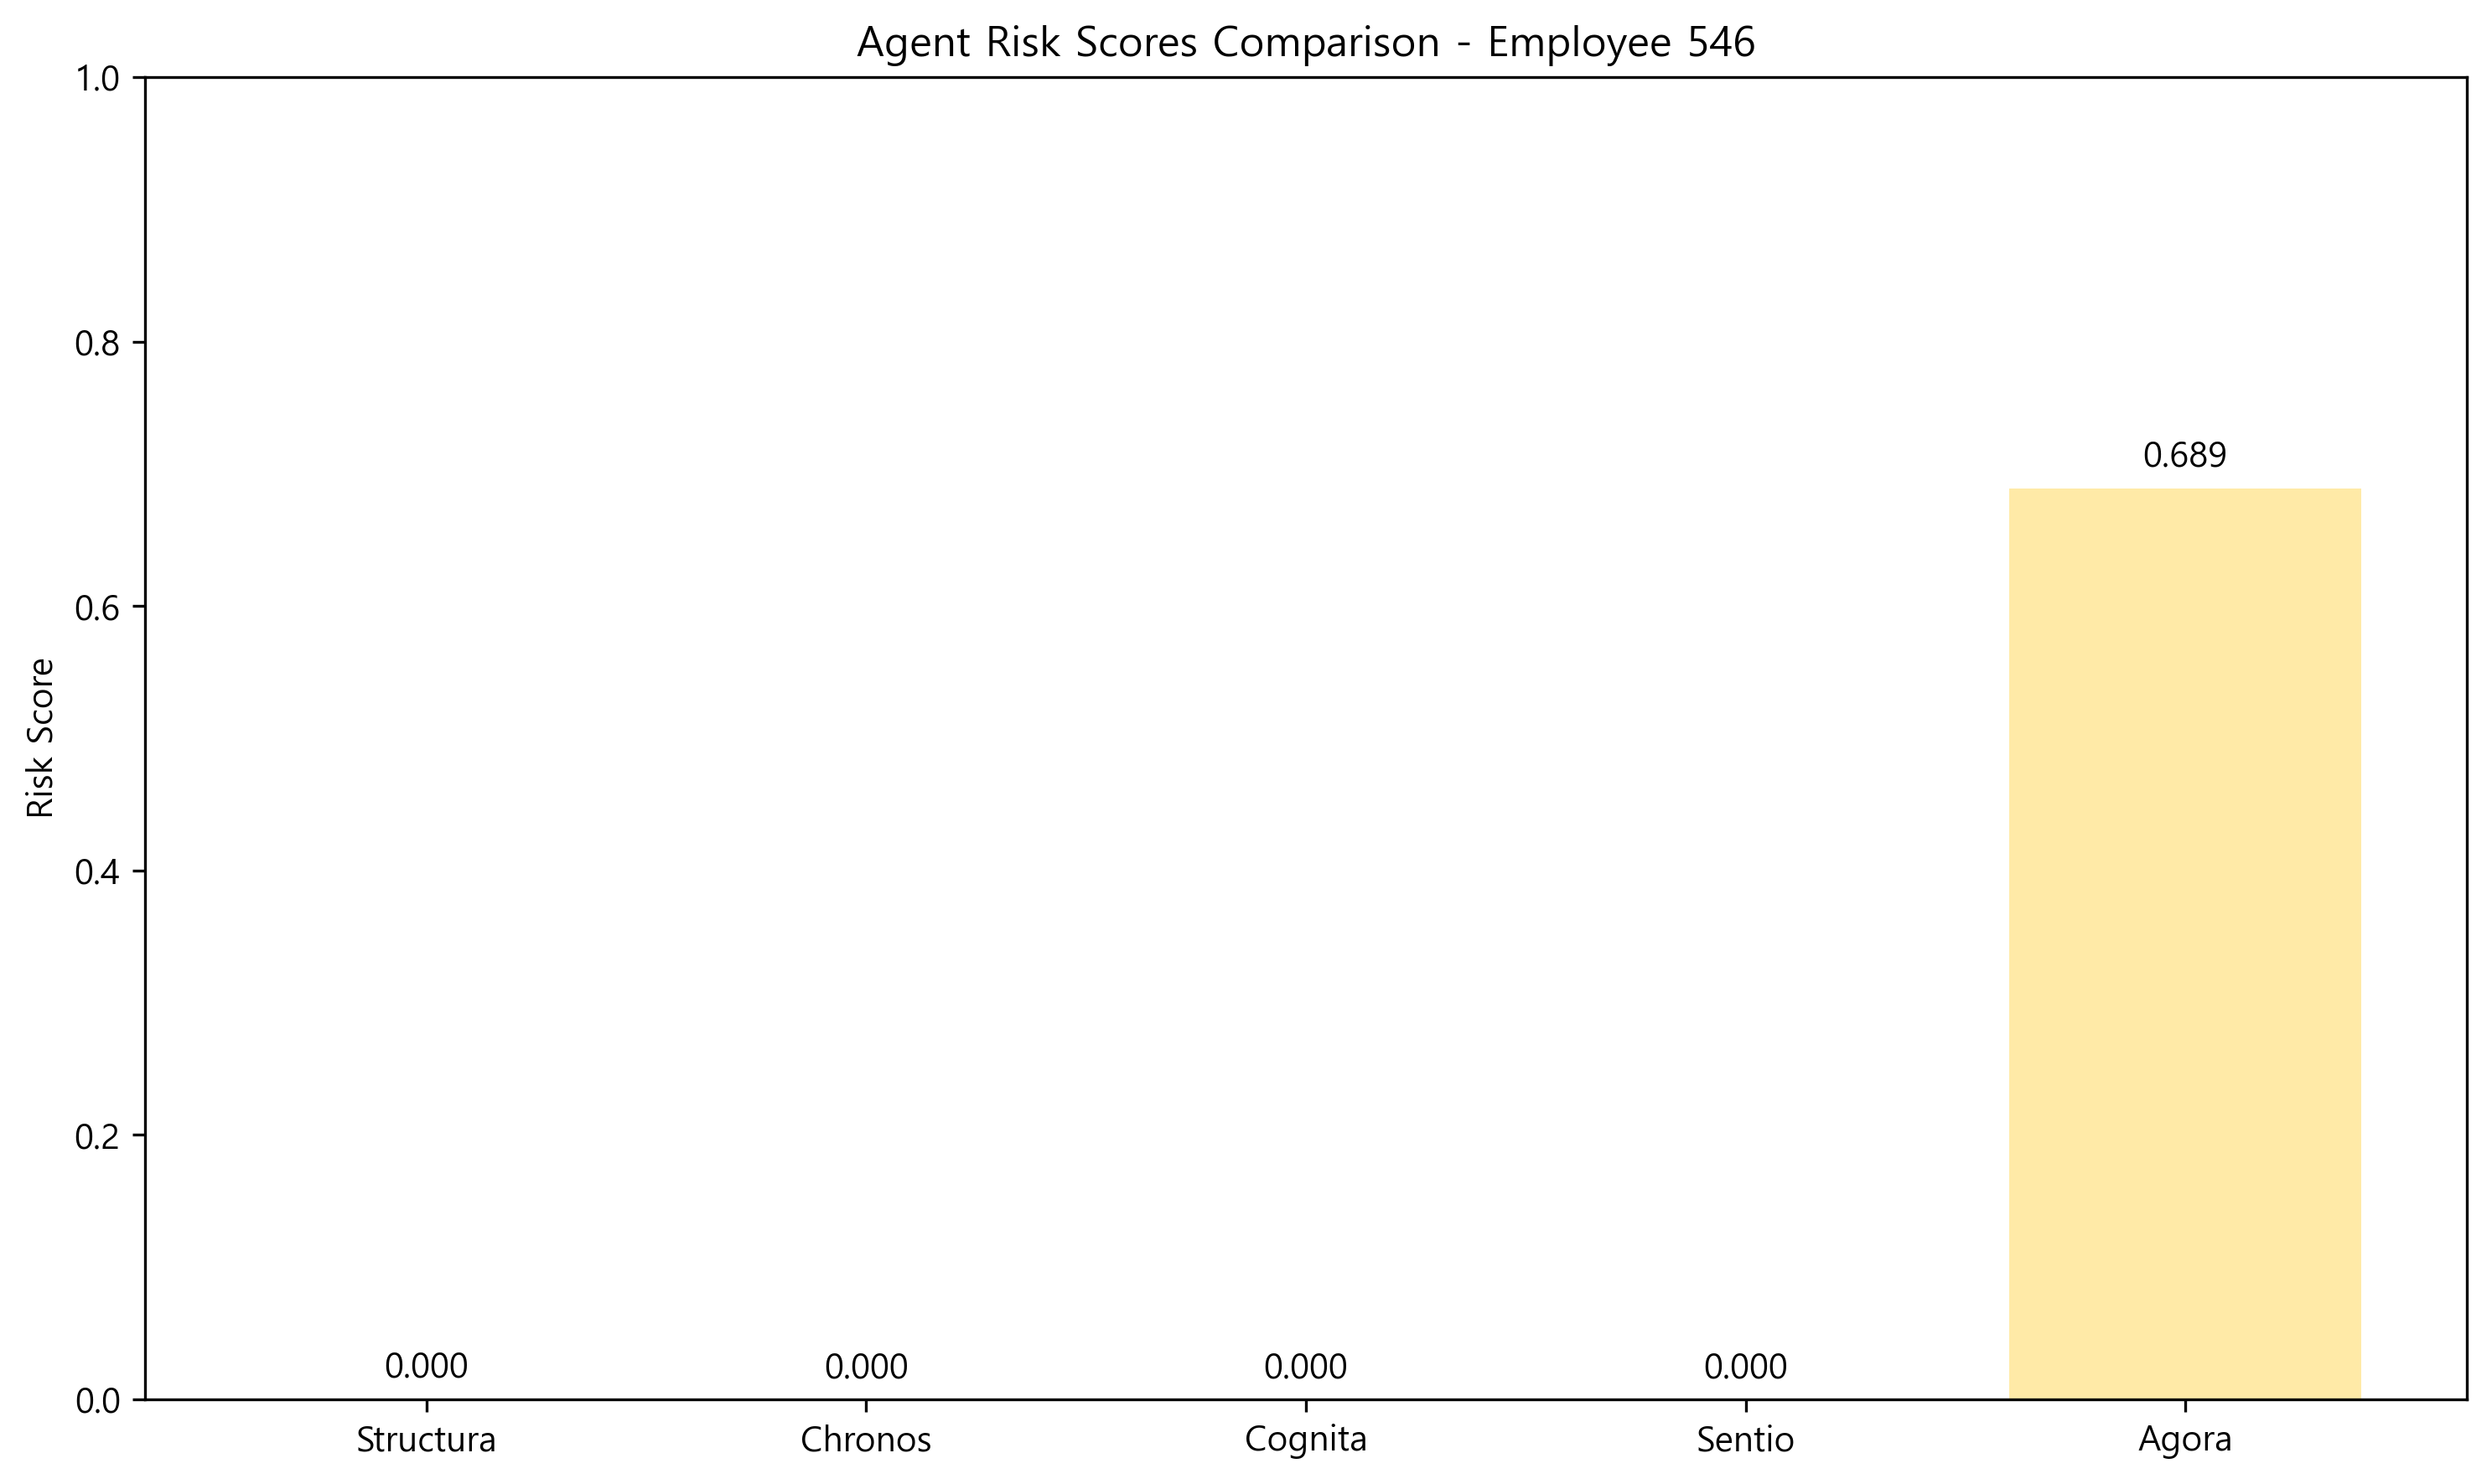 Agent Risk Scores Comparison - Employee 546
Risk Score
1.0
0.8
0.6
0.4
0.2
0.0
0.000
0.000
0.000
0.000
0.689
Structura
Chronos
Cognita
Sentio
Agora